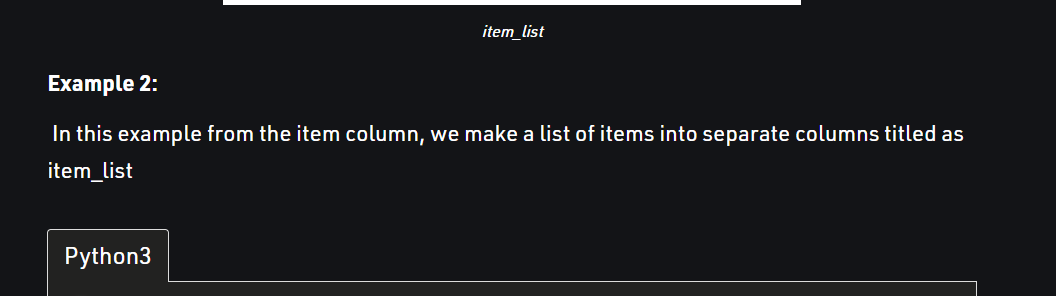 item_list
Example 2:
In this example from the item column, we make a list of items into separate columns titled as
item_list
Python3